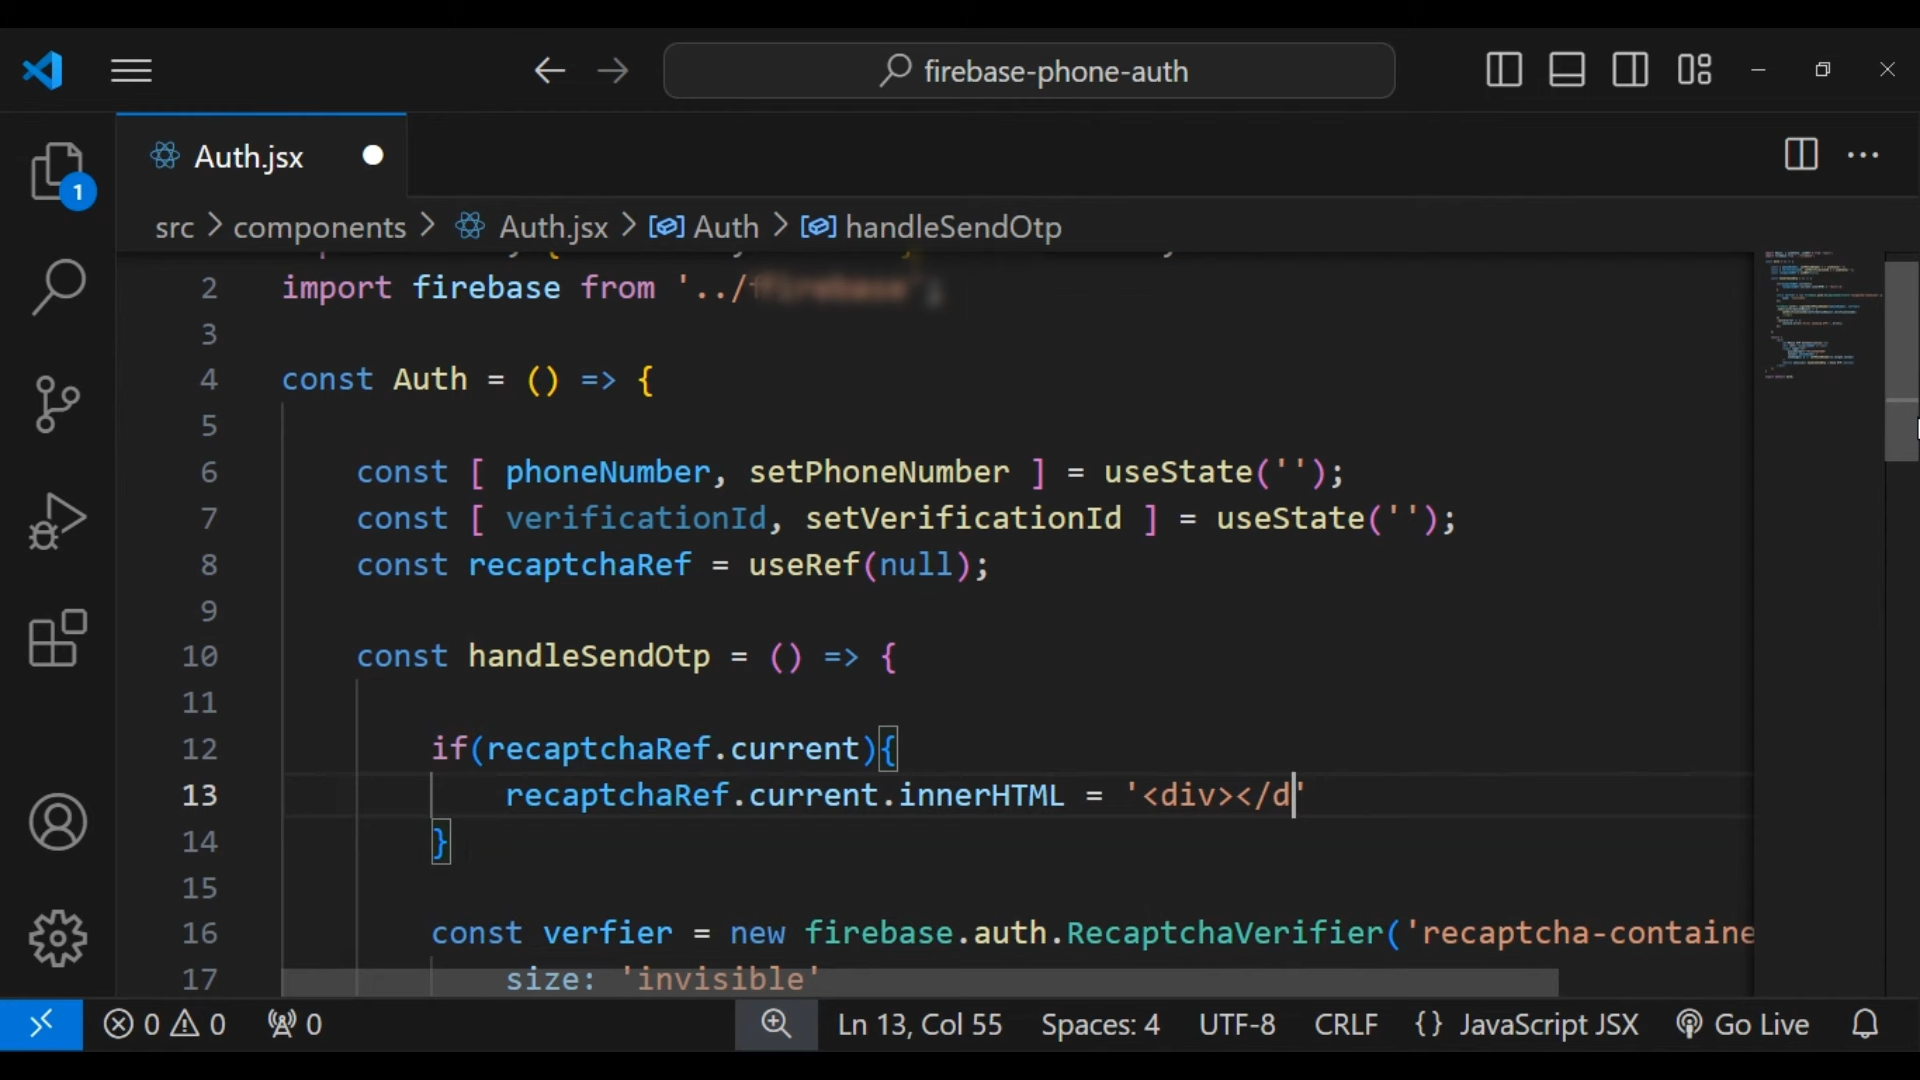 firebase-phone-auth
Auth.jsx
1
src > components > Auth.jsx > Auth > handleSendOtp
2 import firebase from '../firebase';
3
4 const Auth = () => {
5
6 const [ phoneNumber, setPhoneNumber ] = useState('');
7 const [ verificationId, setVerificationId ] = useState('');
8 const recaptchaRef = useRef(null);
9
10 const handleSendOtp = () => {
11
12 if(recaptchaRef.current){
13 recaptchaRef.current.innerHTML = '<div></d'
14 }
15
16 const verfier = new firebase.auth.RecaptchaVerifier('recaptcha-containe
17 size: 'invisible'
0 0 0 Ln 13, Col 55 Spaces: 4 UTF-8 CRLF {} JavaScript JSX Go Live